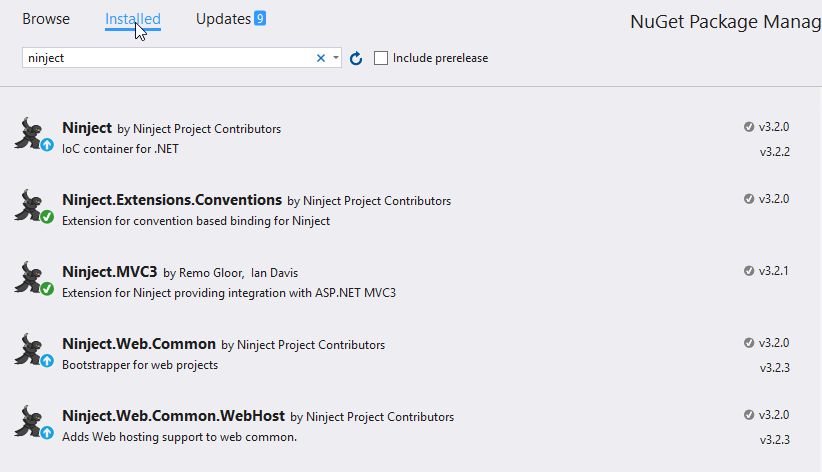 Browse Installed Updates 9 NuGet Package Manag
ninject Include prerelease
Ninject by Ninject Project Contributors v3.2.0
IoC container for .NET v3.2.2
Ninject.Extensions.Conventions by Ninject Project Contributors v3.2.0
Extension for convention based binding for Ninject
Ninject.MVC3 by Remo Gloor, Ian Davis v3.2.1
Extension for Ninject providing integration with ASP.NET MVC3
Ninject.Web.Common by Ninject Project Contributors v3.2.0
Bootstrapper for web projects v3.2.3
Ninject.Web.Common.WebHost by Ninject Project Contributors v3.2.0
Adds Web hosting support to web common. v3.2.3